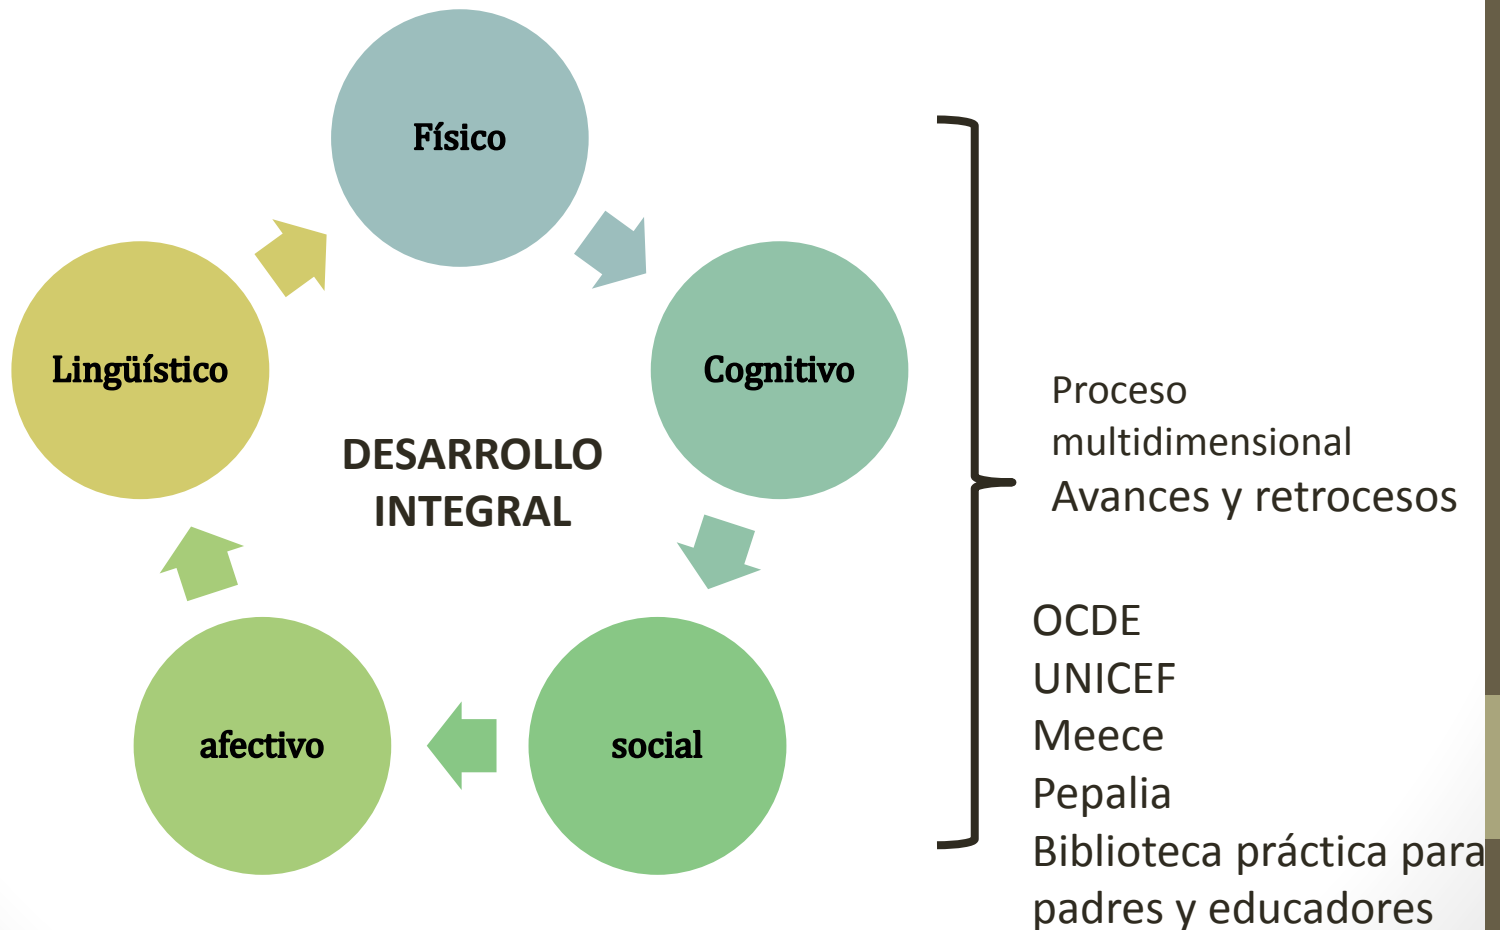 Físico
Cognitivo
social
afectivo
Lingüístico
DESARROLLO
INTEGRAL
Proceso
multidimensional
Avances y retrocesos
OCDE
UNICEF
Meece
Pepalia
Biblioteca práctica para
padres y educadores